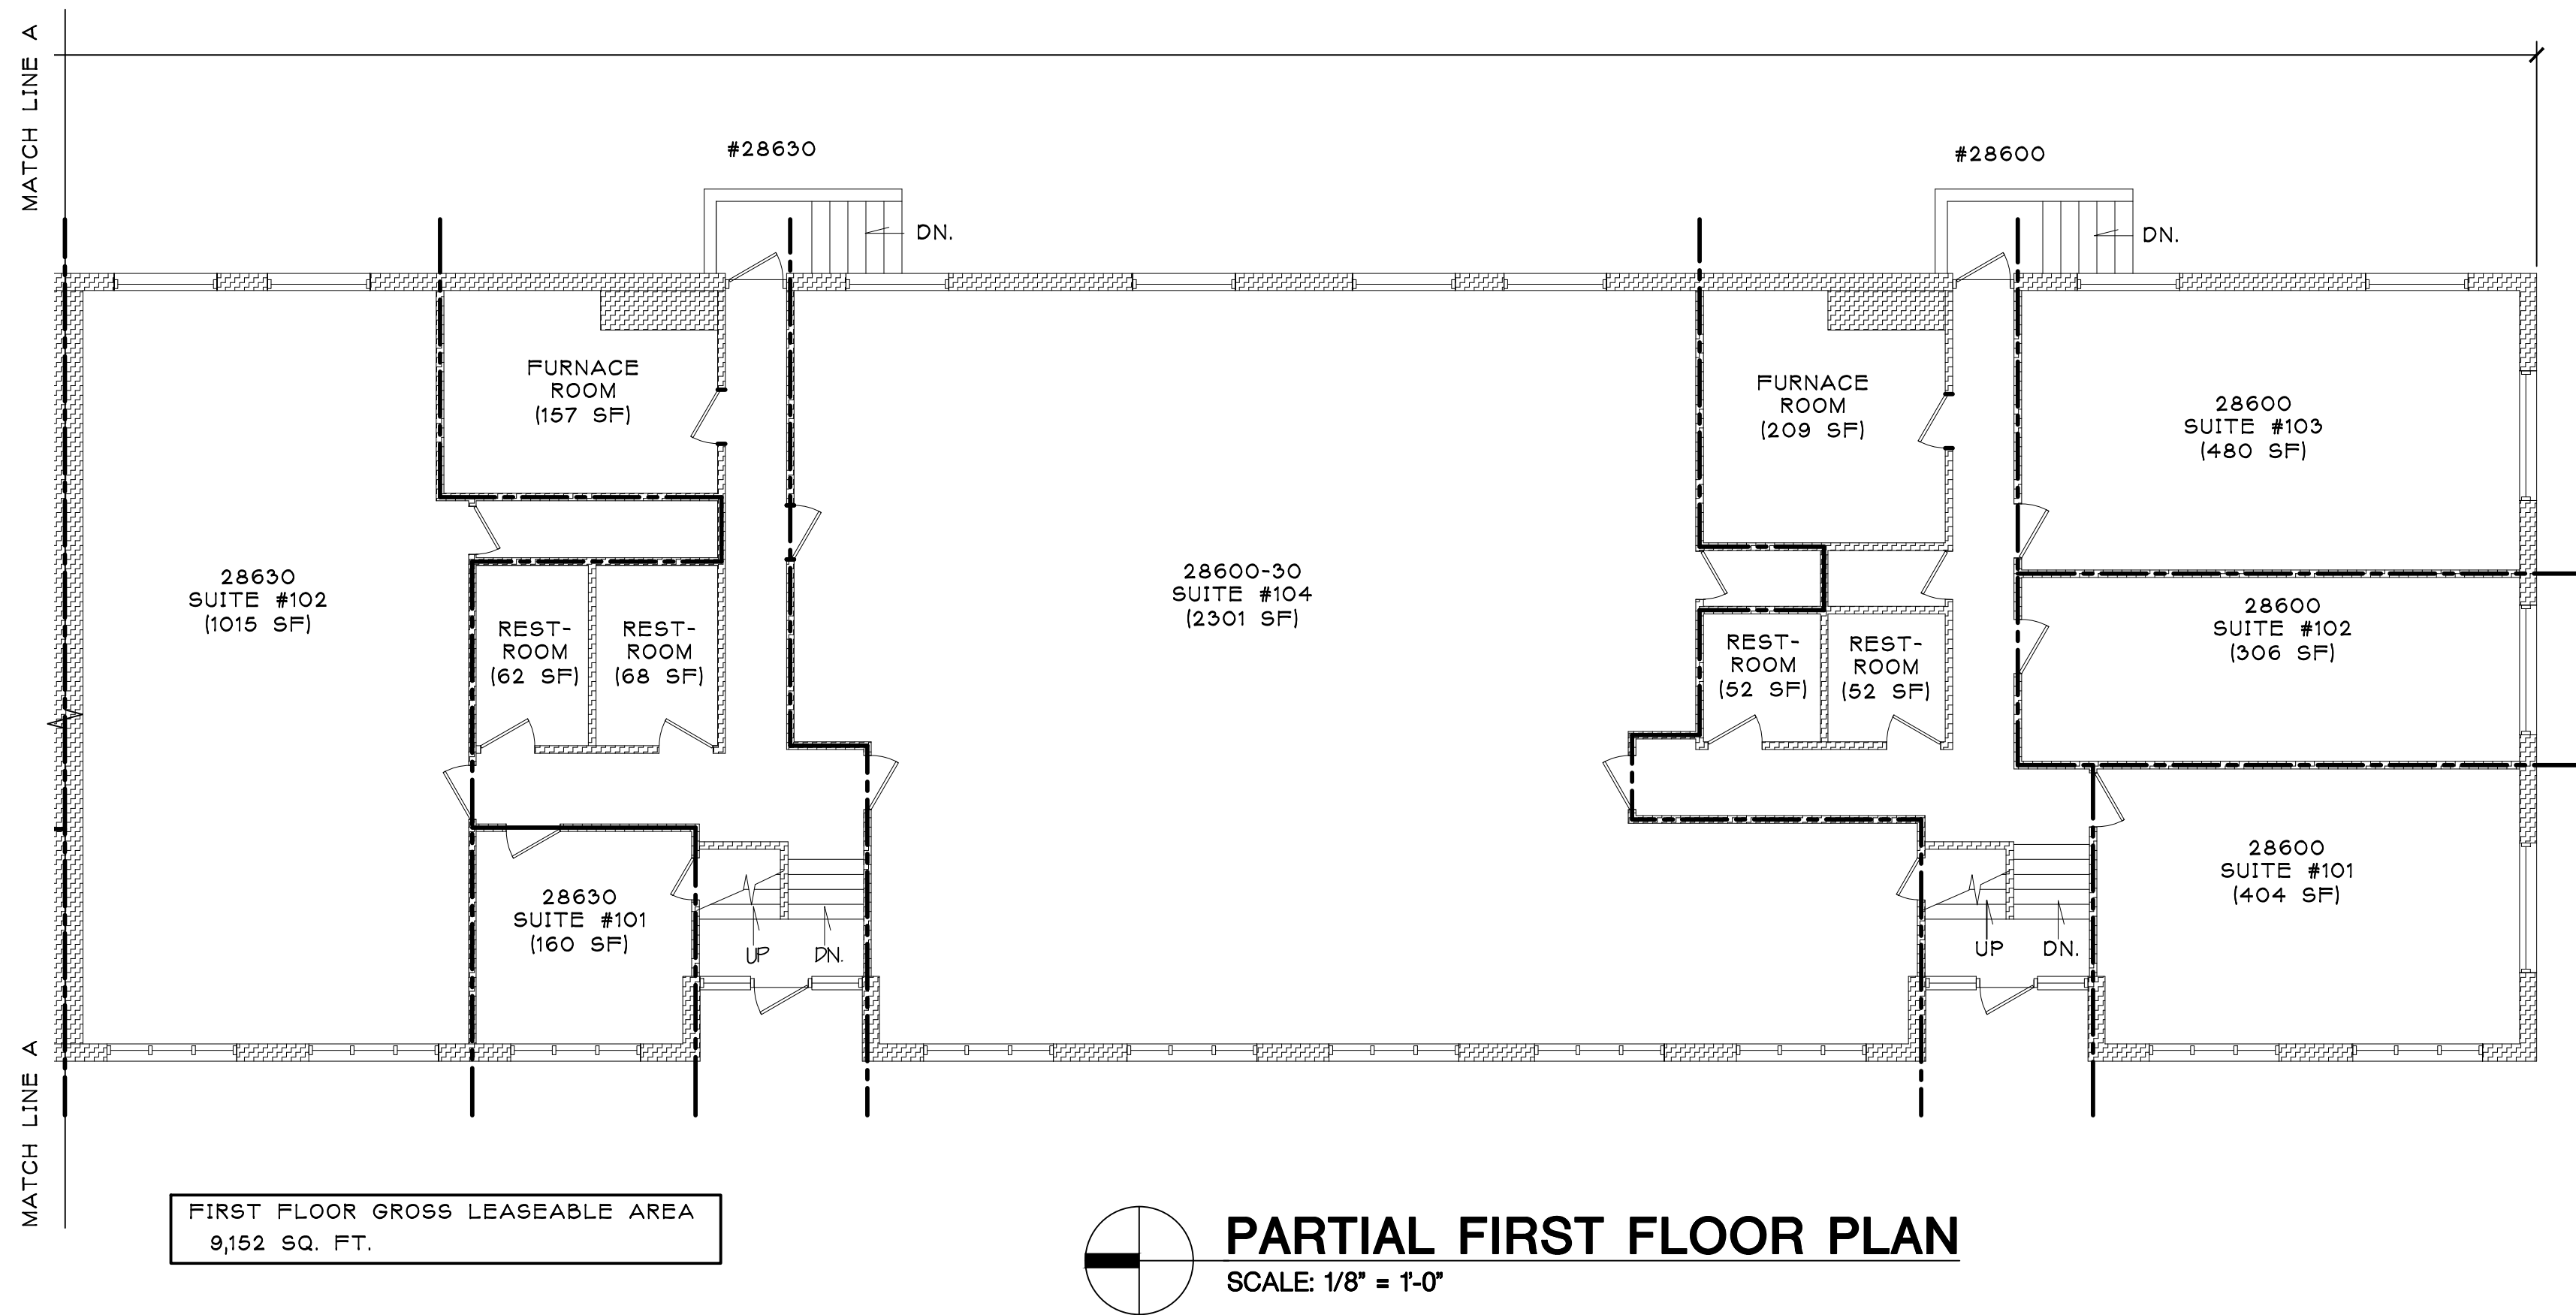 MATCH LINE A
#28630
#28600
DN.
DN.
FURNACE
ROOM
(157 SF)
FURNACE
ROOM
(209 SF)
28600
SUITE #103
(480 SF)
28630
SUITE #102
(1015 SF)
28600-30
SUITE #104
(2301 SF)
28600
SUITE #102
(306 SF)
REST-
ROOM
(62 SF)
REST-
ROOM
(68 SF)
REST-
ROOM
(52 SF)
REST-
ROOM
(52 SF)
28600
SUITE #101
(404 SF)
28630
SUITE #101
(160 SF)
UP
DN.
UP
DN.
MATCH LINE A
FIRST FLOOR GROSS LEASEABLE AREA
9,152 SQ. FT.
PARTIAL FIRST FLOOR PLAN
SCALE: 1/8" = 1'-0"